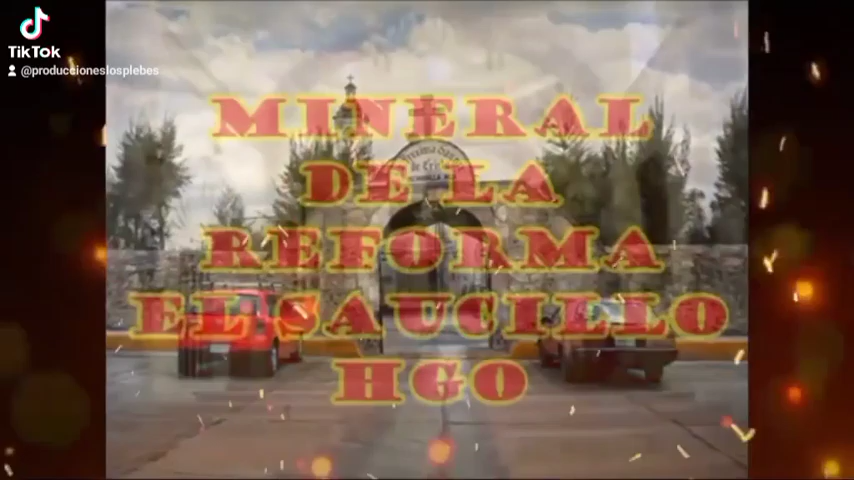 TikTok
@produccioneslosplebes
MINERAL
DE LA
REFORMA
EL SAUCILLO
HGO